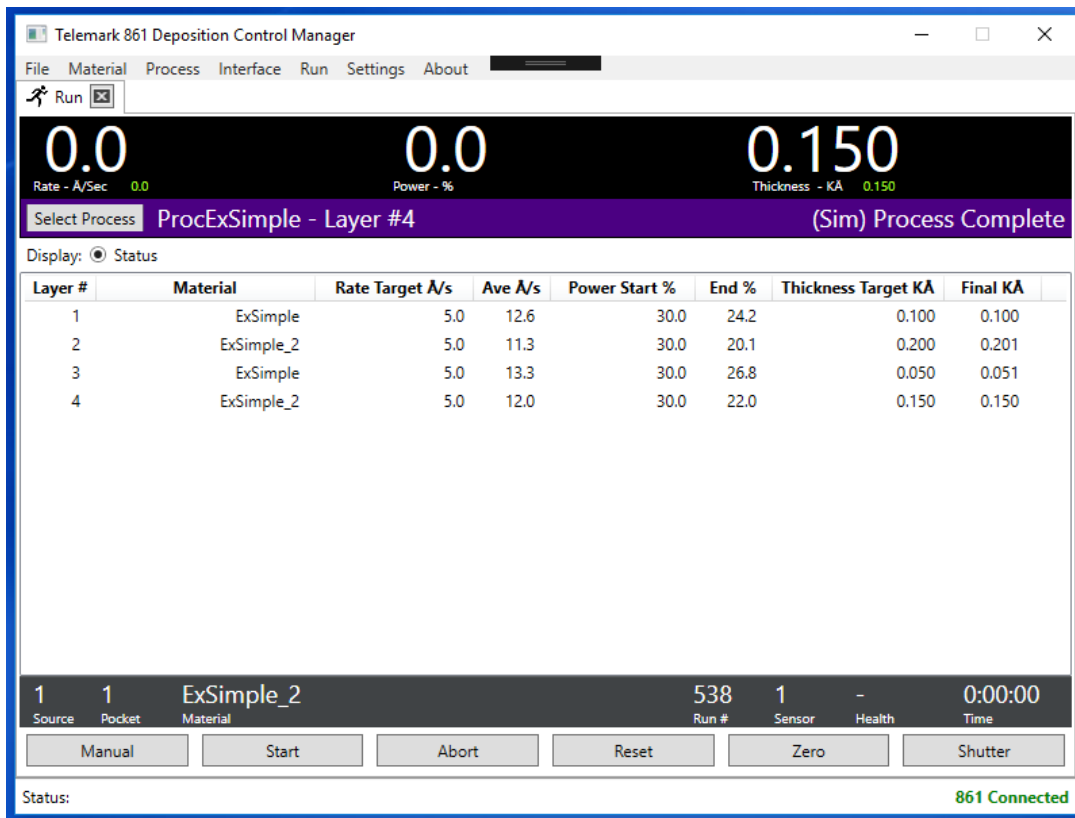 Telemark 861 Deposition Control Manager
File Material Process Interface Run Settings About
Run
0.0 0.0 0.150
Rate - Å/Sec 0.0 Power - % Thickness - KÅ 0.150
Select Process ProcExSimple - Layer #4 (Sim) Process Complete
Display: Status
Layer # Material Rate Target Å/s Ave Å/s Power Start % End % Thickness Target KÅ Final KÅ
1 ExSimple 5.0 12.6 30.0 24.2 0.100 0.100
2 ExSimple_2 5.0 11.3 30.0 20.1 0.200 0.201
3 ExSimple 5.0 13.3 30.0 26.8 0.050 0.051
4 ExSimple_2 5.0 12.0 30.0 22.0 0.150 0.150
1 1 ExSimple_2 538 1 - 0:00:00
Source Pocket Material Run # Sensor Health Time
Manual Start Abort Reset Zero Shutter
Status: 861 Connected